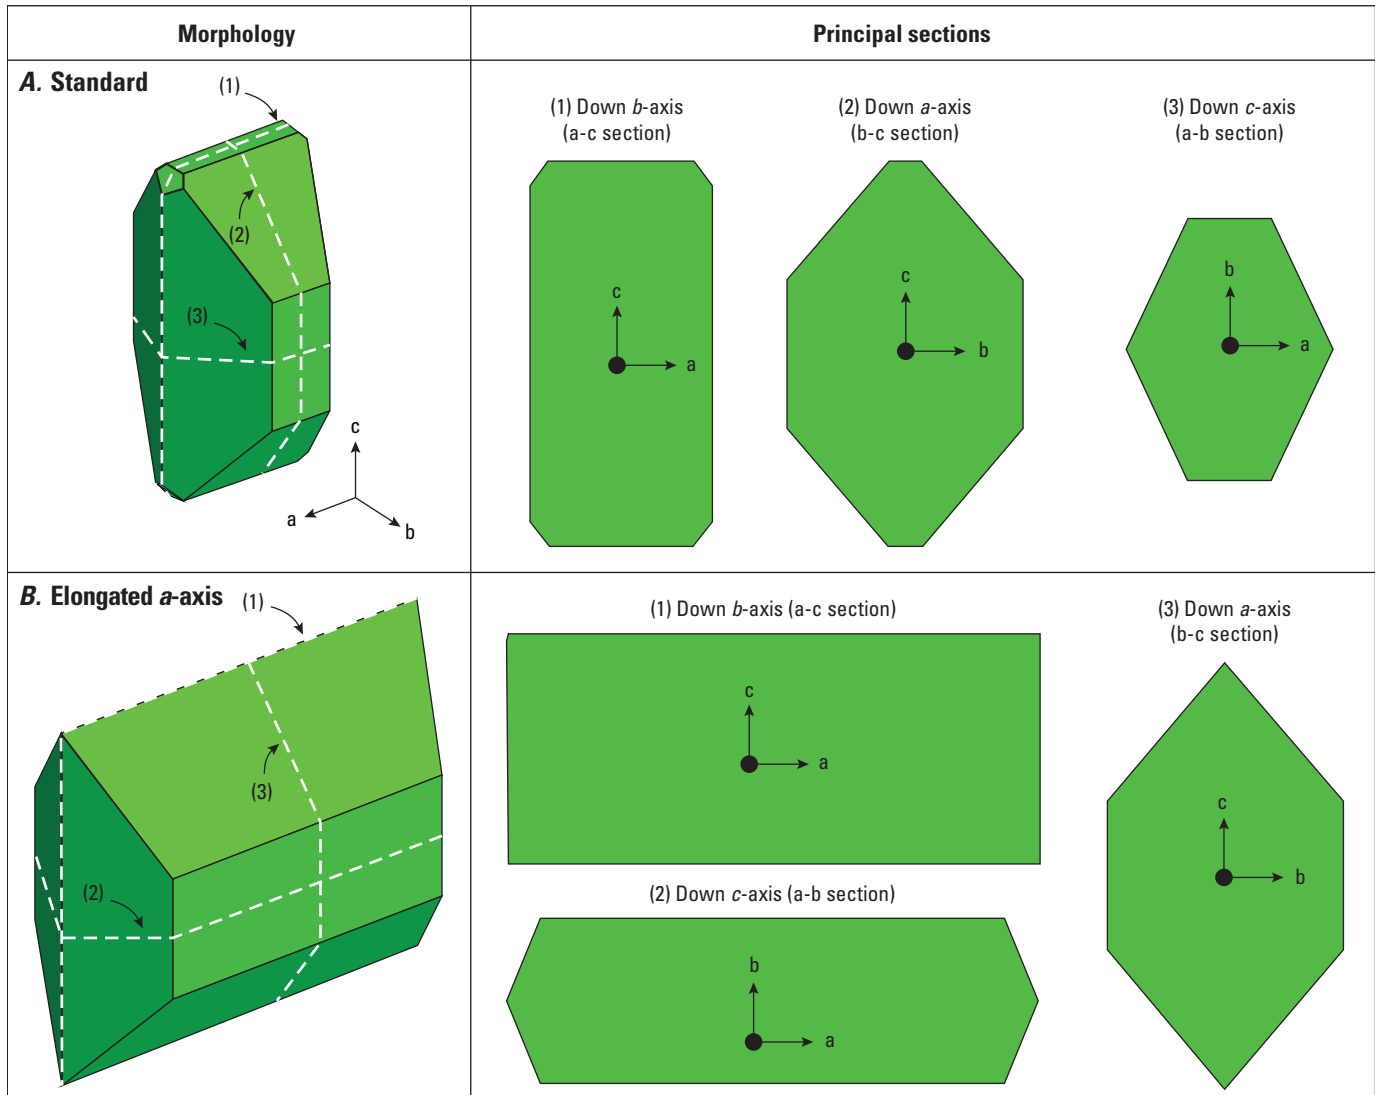 Morphology
Principal sections
A. Standard
(1)
(2)
(3)
c
a
b
(1) Down b-axis
(a-c section)
c
a
(2) Down a-axis
(b-c section)
c
b
(3) Down c-axis
(a-b section)
b
a
B. Elongated a-axis
(1)
(3)
(2)
(1) Down b-axis (a-c section)
c
a
(2) Down c-axis (a-b section)
b
a
(3) Down a-axis
(b-c section)
c
b